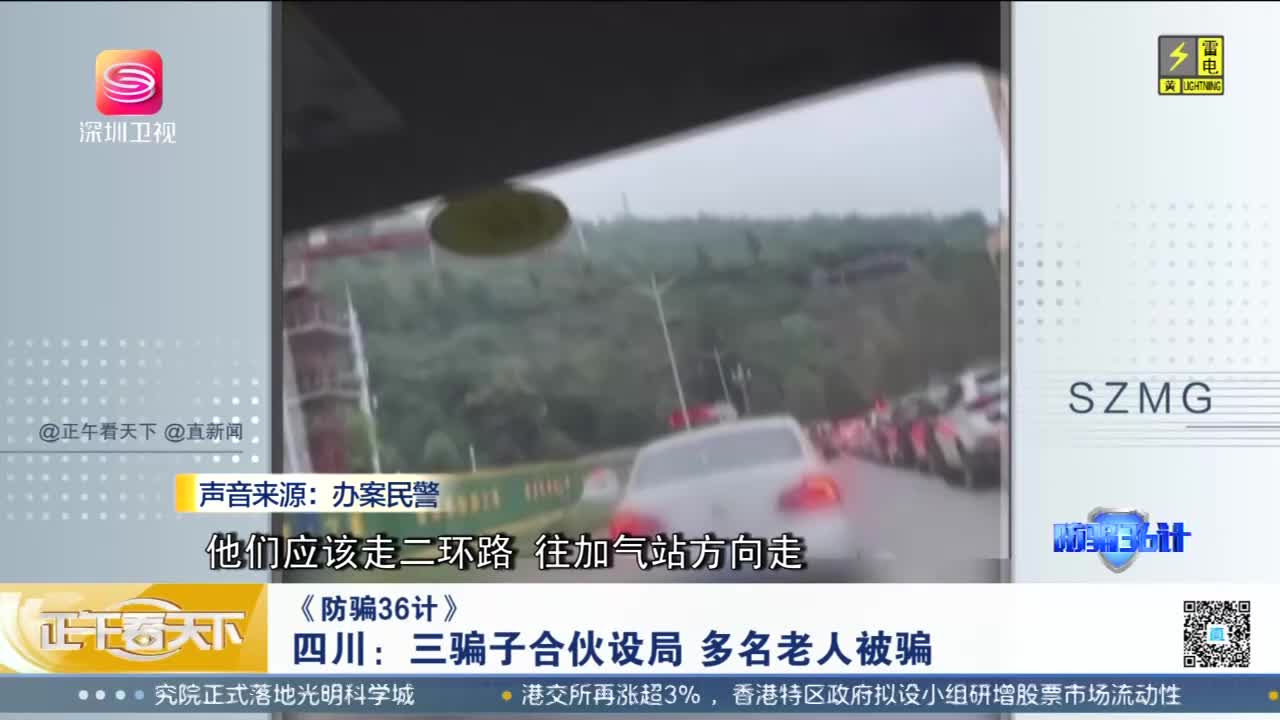 深圳卫视
雷电
黄 LIGHTNING
SZMG
@正午看天下 @直新闻
声音来源：办案民警
他们应该走二环路 往加气站方向走
防骗36计
正午看天下
《防骗36计》
四川：三骗子合伙设局 多名老人被骗
究院正式落地光明科学城
港交所再涨超3%，香港特区政府拟设小组研增股票市场流动性